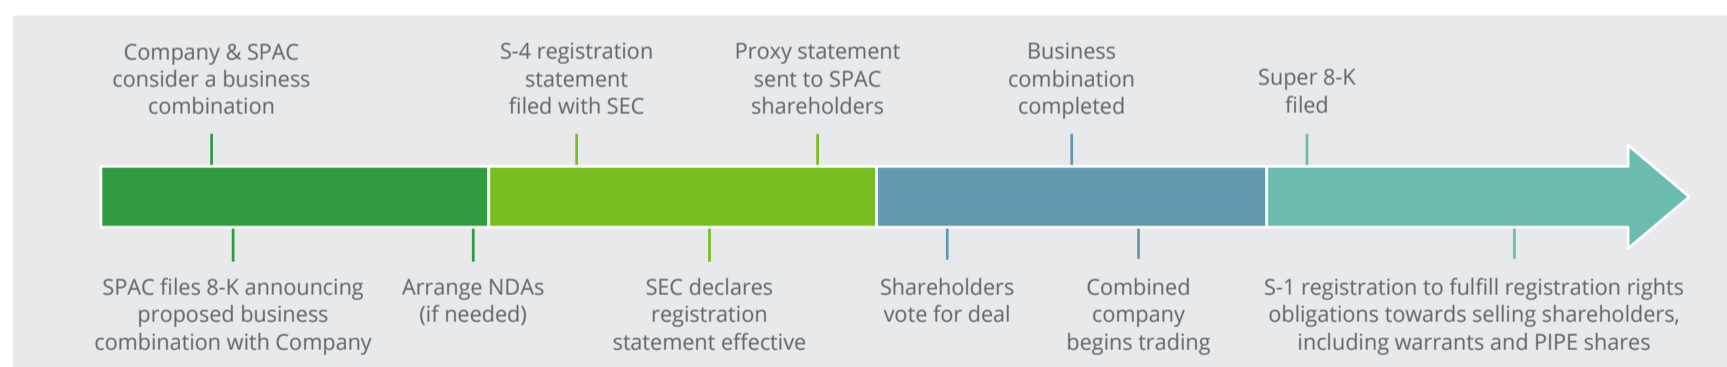 Company & SPAC
consider a business
combination
S-4 registration
statement
filed with SEC
Proxy statement
sent to SPAC
shareholders
Business
combination
completed
Super 8-K
filed
SPAC files 8-K announcing
proposed business
combination with Company
Arrange NDAs
(if needed)
SEC declares
registration
statement effective
Shareholders
vote for deal
Combined
company
begins trading
S-1 registration to fulfill registration rights
obligations towards selling shareholders,
including warrants and PIPE shares